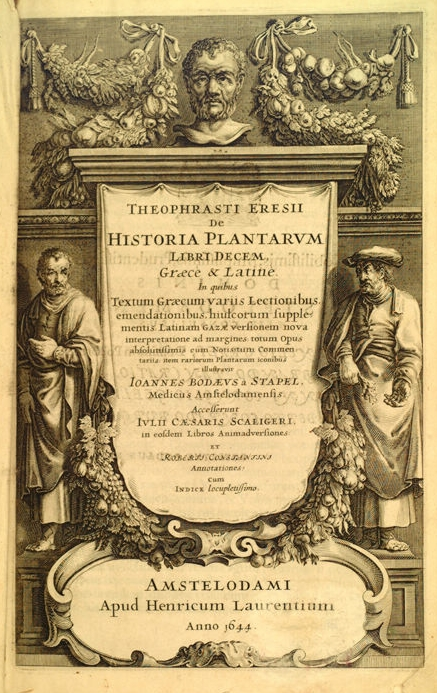 THEOPHRASTI ERESII
DE
HISTORIA PLANTARVM
LIBRI DECEM,
Græce & Latine.
In quibus
Textum Græcum variis Lectionibus,
emendationibus, hiulcorum supple-
mentis: Latinam GAZÆ versionem nova
interpretatione ad margines: totum Opus
absolutissimis cum Notis, tum Commen-
tariis: item rariorum Plantarum iconibus
illustravit
IOANNES BODÆVS à STAPEL,
Medicus Amstelodamensis.
Accesserunt
IVLII CÆSARIS SCALIGERI,
in eosdem Libros Animadversiones:
ET
ROBERTI CONSTANTINI
Annotationes,
cum
INDICE locupletissimo.
AMSTELODAMI
Apud Henricum Laurentium
Anno 1644.